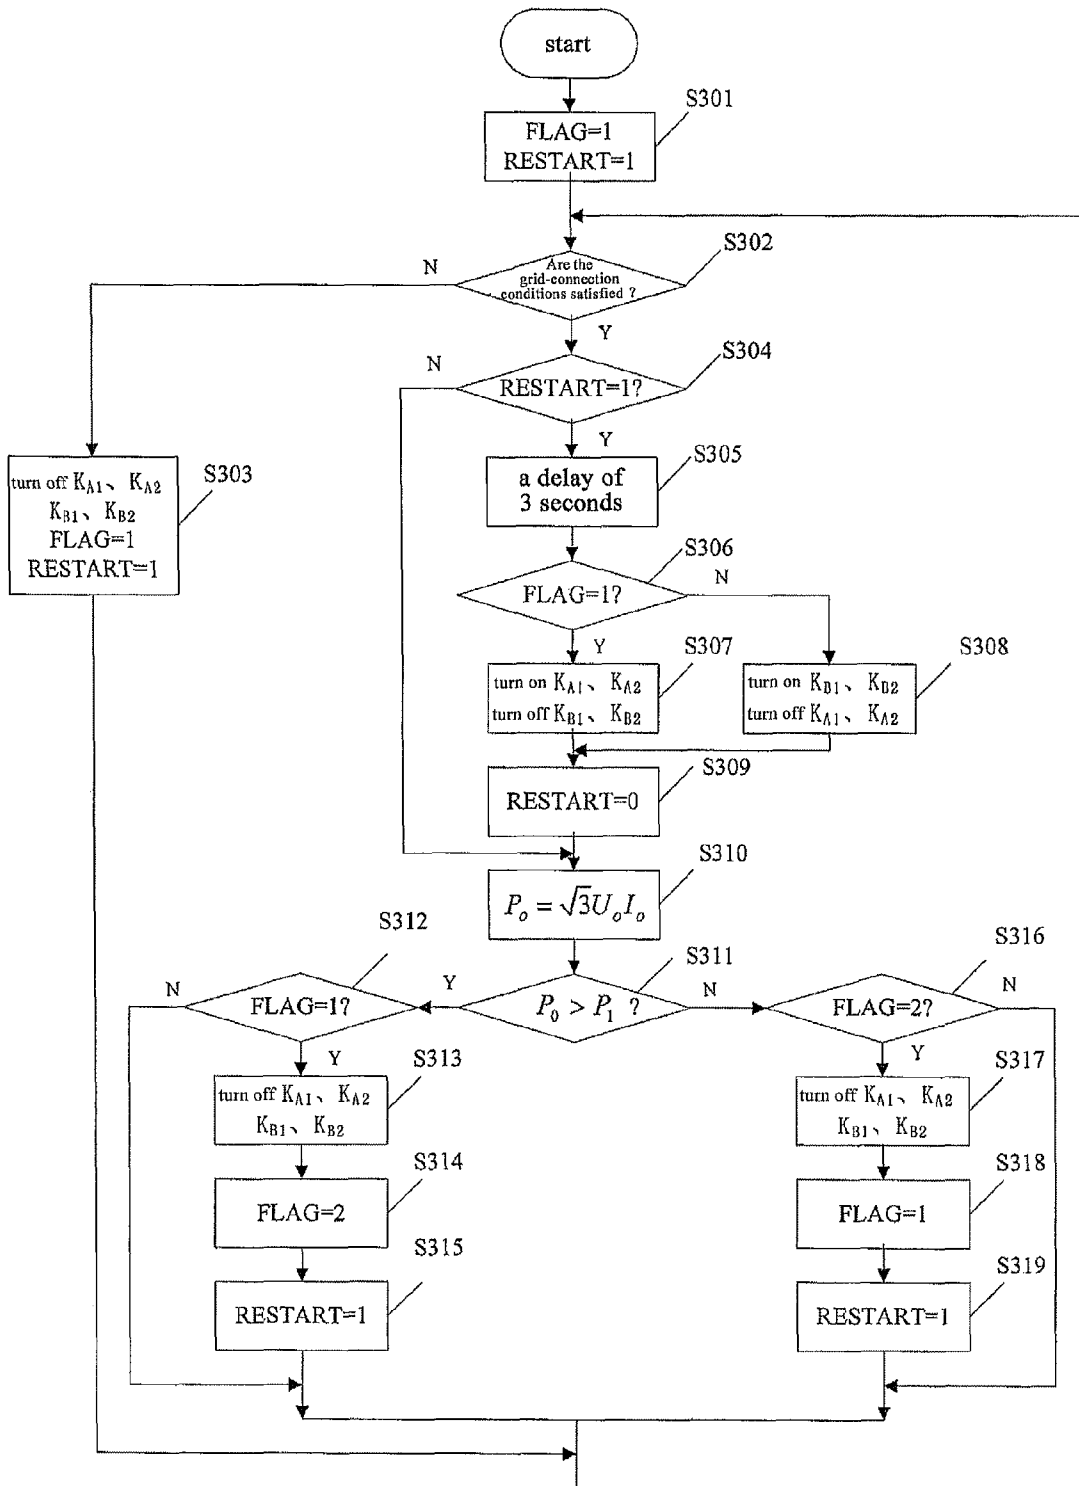 start
S301
FLAG=1
RESTART=1
S302
N
Are the
grid-connection
conditions satisfied ?
Y
S304
N
RESTART=1?
Y
S305
a delay of
3 seconds
S303
turn off K_A1、 K_A2
K_B1、 K_B2
FLAG=1
RESTART=1
S306
N
FLAG=1?
Y
S307
turn on K_A1、 K_A2
turn off K_B1、 K_B2
S308
turn on K_B1、 K_B2
turn off K_A1、 K_A2
S309
RESTART=0
S310
P_o = √3U_oI_o
S312
N
FLAG=1?
Y
S311
Y
P_0 > P_1 ?
N
S316
N
FLAG=2?
Y
S313
turn off K_A1、 K_A2
K_B1、 K_B2
S317
turn off K_A1、 K_A2
K_B1、 K_B2
S314
FLAG=2
S318
FLAG=1
S315
RESTART=1
S319
RESTART=1